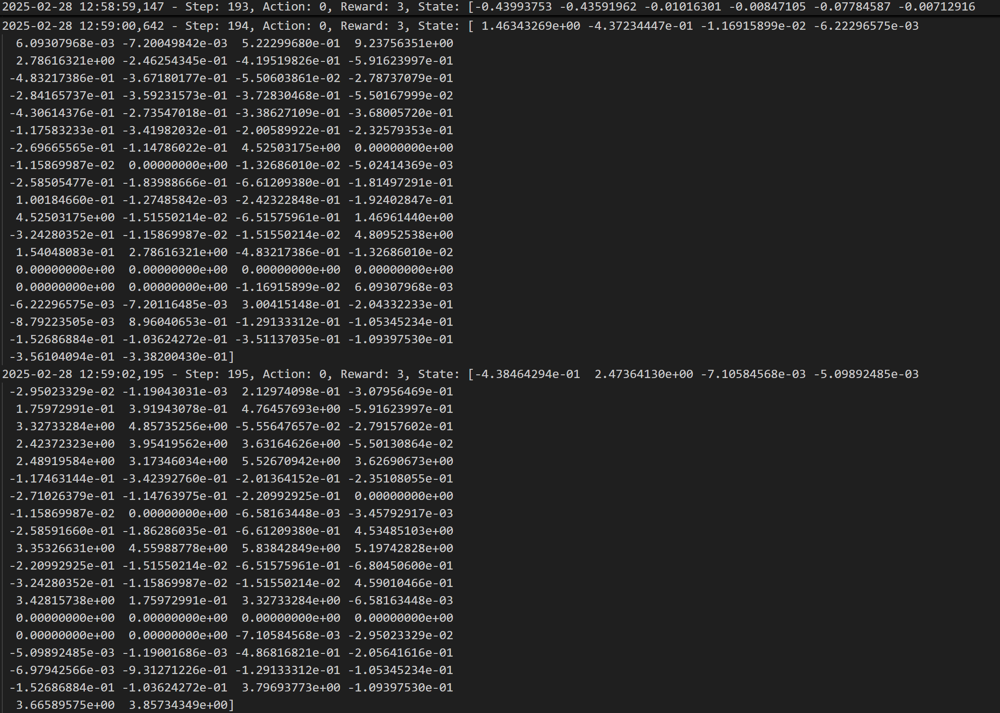 2025-02-28 12:58:59,147 - Step: 193, Action: 0, Reward: 3, State: [-0.43993753 -0.43591962 -0.01016301 -0.00847105 -0.07784587 -0.00712916
2025-02-28 12:59:00,642 - Step: 194, Action: 0, Reward: 3, State: [ 1.46343269e+00 -4.37234447e-01 -1.16915899e-02 -6.22296575e-03
6.09307968e-03 -7.20049842e-03 5.22299680e-01 9.23756351e+00
2.78616321e+00 -2.46254345e-01 -4.19519826e-01 -5.91623997e-01
-4.83217386e-01 -3.67180177e-01 -5.50603861e-02 -2.78737079e-01
-2.84165737e-01 -3.59231573e-01 -3.72830468e-01 -5.50167999e-02
-4.30614376e-01 -2.73547018e-01 -3.38627109e-01 -3.68005720e-01
-1.17583233e-01 -3.41982032e-01 -2.00589922e-01 -2.32579353e-01
-2.69665565e-01 -1.14786022e-01 4.52503175e+00 0.00000000e+00
-1.15869987e-02 0.00000000e+00 -1.32686010e-02 -5.02414369e-03
-2.58505477e-01 -1.83988666e-01 -6.61209380e-01 -1.81497291e-01
1.00184660e-01 -1.27485842e-03 -2.42322848e-01 -1.92402847e-01
4.52503175e+00 -1.51550214e-02 -6.51575961e-01 1.46961440e+00
-3.24280352e-01 -1.15869987e-02 -1.51550214e-02 4.80952538e+00
1.54048083e-01 2.78616321e+00 -4.83217386e-01 -1.32686010e-02
0.00000000e+00 0.00000000e+00 0.00000000e+00 0.00000000e+00
0.00000000e+00 0.00000000e+00 -1.16915899e-02 6.09307968e-03
-6.22296575e-03 -7.20116485e-03 3.00415148e-01 -2.04332233e-01
-8.79223505e-03 8.96040653e-01 -1.29133312e-01 -1.05345234e-01
-1.52686884e-01 -1.03624272e-01 -3.51137035e-01 -1.09397530e-01
-3.56104094e-01 -3.38200430e-01]
2025-02-28 12:59:02,195 - Step: 195, Action: 0, Reward: 3, State: [-4.38464294e-01 2.47364130e+00 -7.10584568e-03 -5.09892485e-03
-2.95023329e-02 -1.19043031e-03 2.12974098e-01 -3.07956469e-01
1.75972991e-01 3.91943078e-01 4.76457693e+00 -5.91623997e-01
3.32733284e+00 4.85735256e+00 -5.55647657e-02 -2.79157602e-01
2.42372323e+00 3.95419562e+00 3.63164626e+00 -5.50130864e-02
2.48919584e+00 3.17346034e+00 5.52670942e+00 3.62690673e+00
-1.17463144e-01 -3.42392760e-01 -2.01364152e-01 -2.35108055e-01
-2.71026379e-01 -1.14763975e-01 -2.20992925e-01 0.00000000e+00
-1.15869987e-02 0.00000000e+00 -6.58163448e-03 -3.45792917e-03
-2.58591660e-01 -1.86286035e-01 -6.61209380e-01 4.53485103e+00
3.35326631e+00 4.55988778e+00 5.83842849e+00 5.19742828e+00
-2.20992925e-01 -1.51550214e-02 -6.51575961e-01 -6.80450600e-01
-3.24280352e-01 -1.15869987e-02 -1.51550214e-02 4.59010466e-01
3.42815738e+00 1.75972991e-01 3.32733284e+00 -6.58163448e-03
0.00000000e+00 0.00000000e+00 0.00000000e+00 0.00000000e+00
0.00000000e+00 0.00000000e+00 -7.10584568e-03 -2.95023329e-02
-5.09892485e-03 -1.19001686e-03 -4.86816821e-01 -2.05641616e-01
-6.97942566e-03 -9.31271226e-01 -1.29133312e-01 -1.05345234e-01
-1.52686884e-01 -1.03624272e-01 3.79693773e+00 -1.09397530e-01
3.66589575e+00 3.85734349e+00]